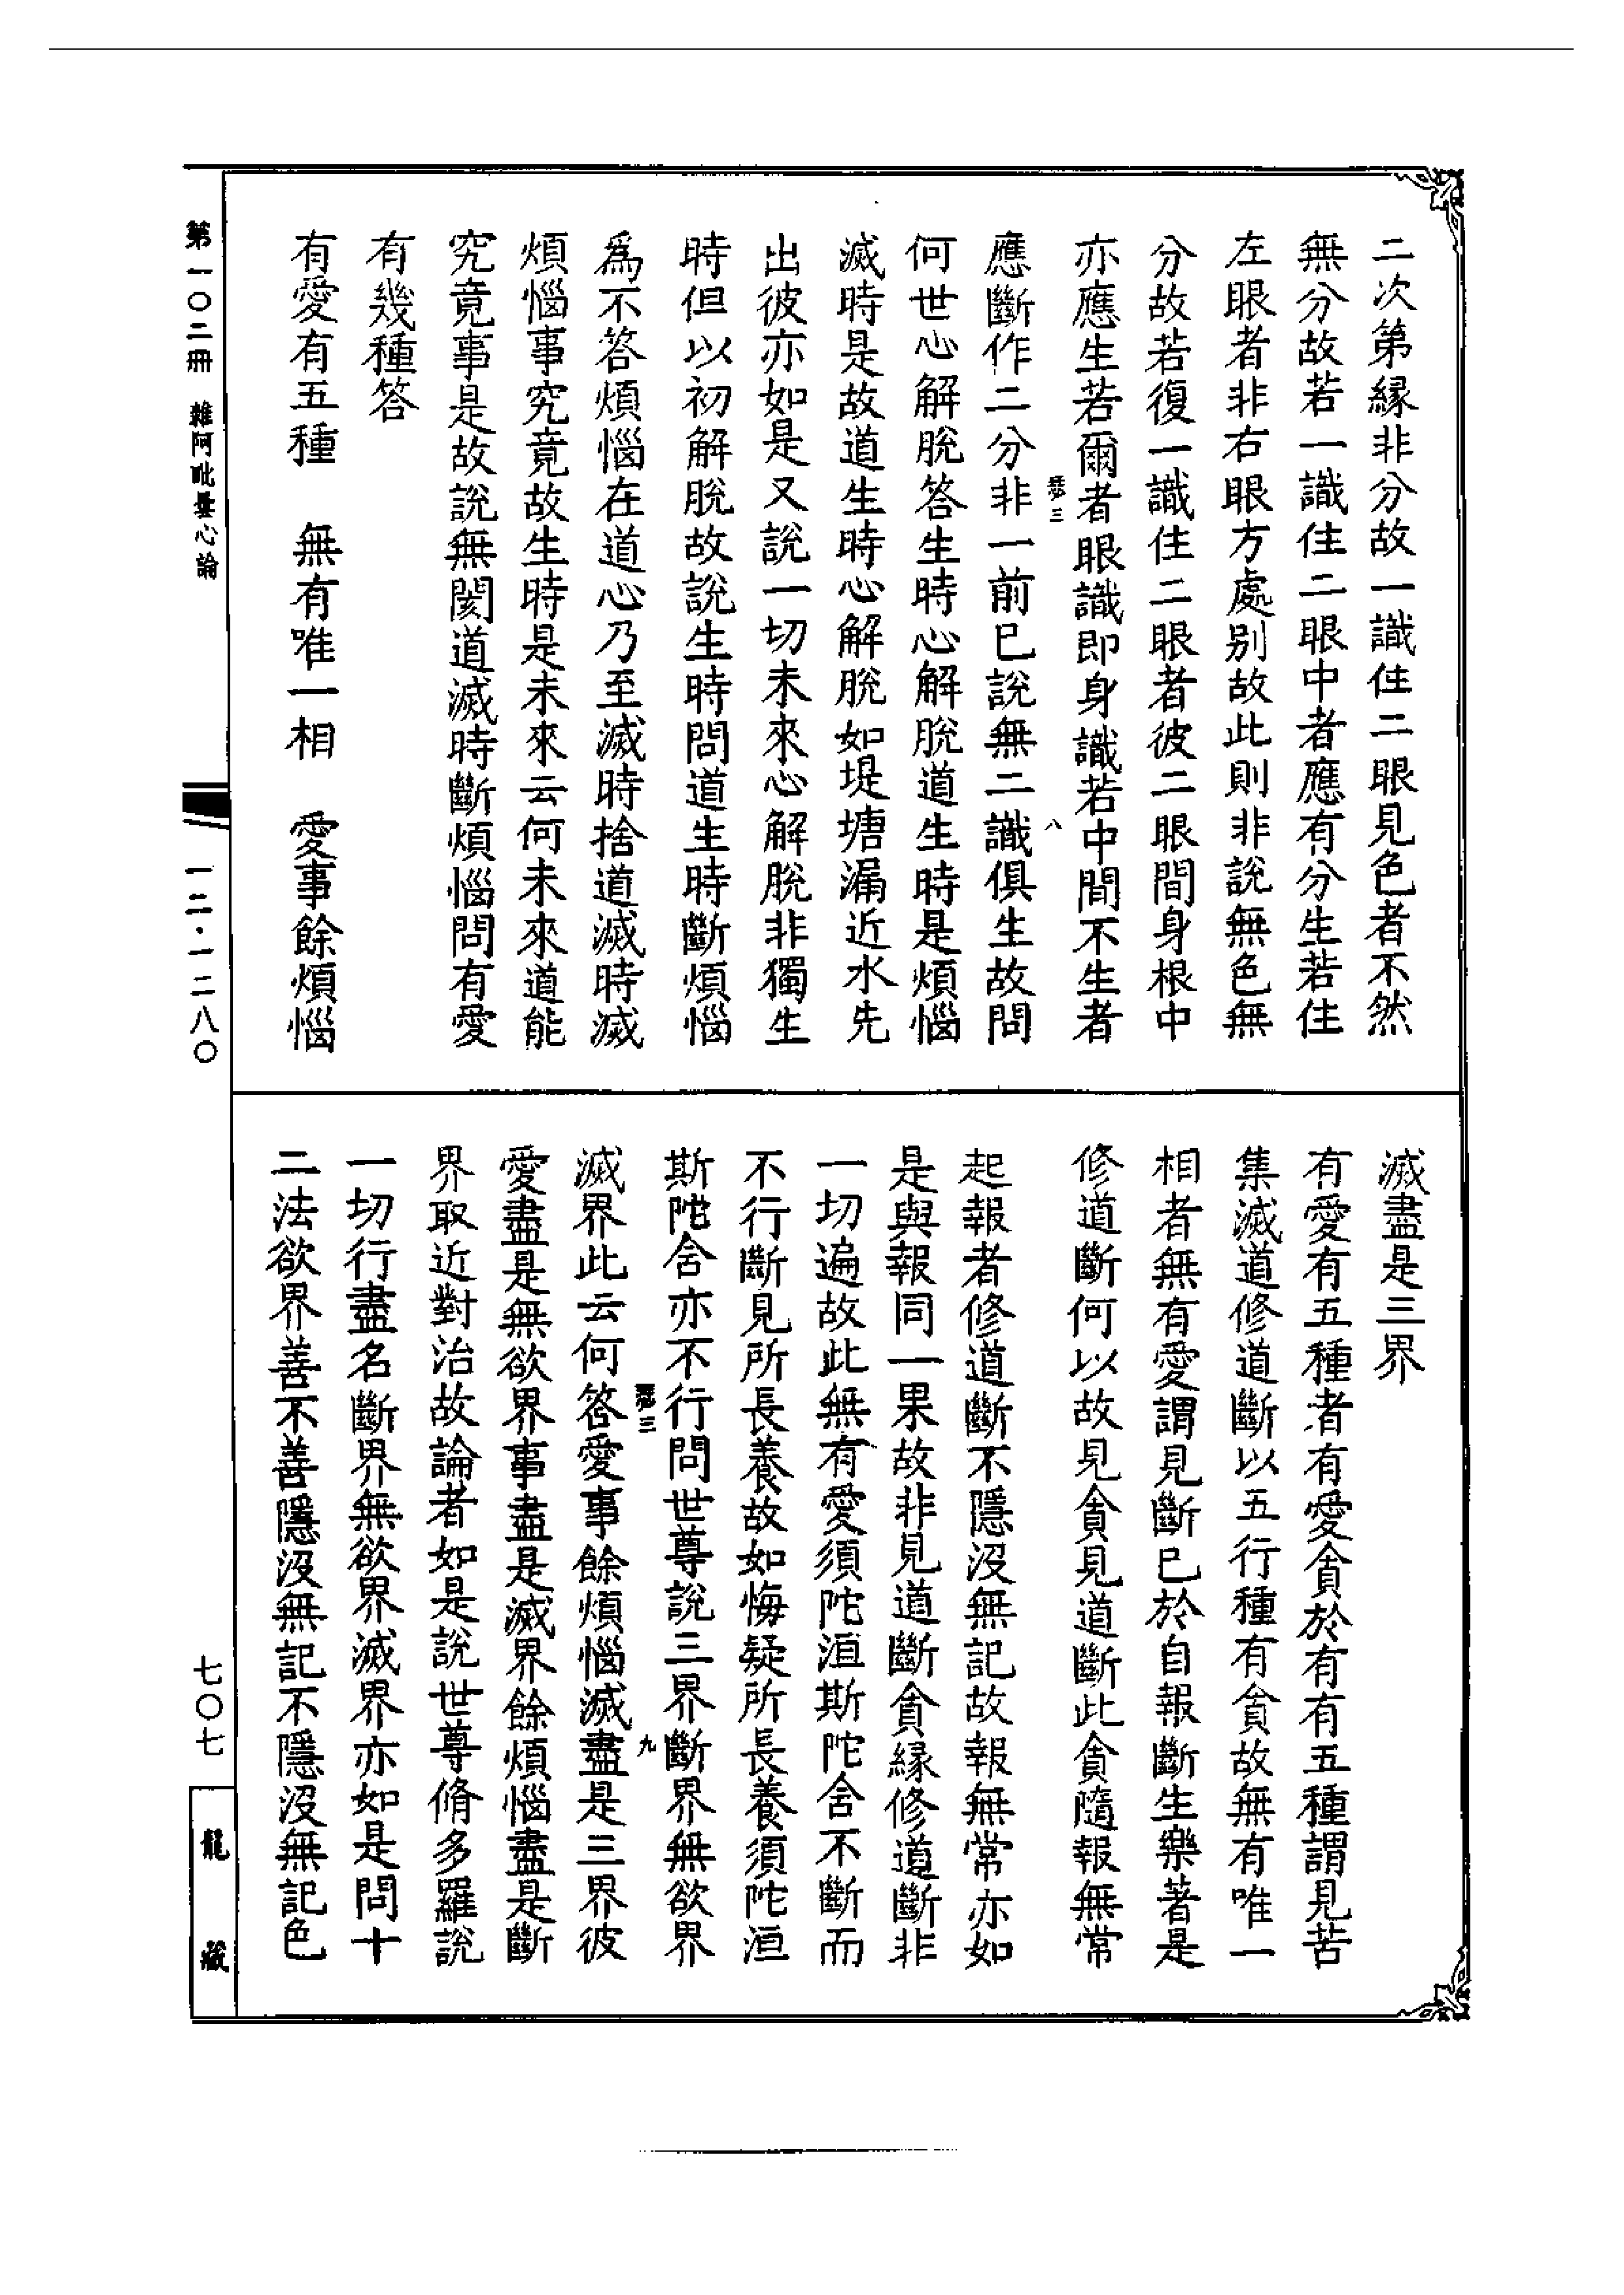 二次第縁非分故一識住二眼見色者不然
無分故若一識住二眼中者應有分生若住
左眼者非右眼方處别故此則非説無色無
分故若復一識住二眼者彼二眼間身根中
亦應生若爾者眼識即身識若中間不生者
應斷作二分非一前已説無二識俱生故問
何世心解脱答生時心解脱道生時是煩惱
滅時是故道生時心解脱如堤塘漏近水先
出彼亦如是又説一切未來心解脱非獨生
時但以初解脱故説生時問道生時斷煩惱
為不答煩惱在道心乃至滅時捨道滅時滅
煩惱事究竟故生時是未來云何未來道能
究竟事是故説無閡道滅時斷煩惱問有愛
有幾種答
有愛有五種　無有唯一相　愛事餘煩惱
滅盡是三界
有愛有五種者有愛貪於有有五種謂見苦
集滅道修道斷以五行種有貪故無有唯一
相者無有愛謂見斷已於自報斷生樂著是
修道斷何以故見貪見道斷此貪隨報無常
起報者修道斷不隱没無記故報無常亦如
是與報同一果故非見道斷貪縁修道斷非
一切遍故此無有愛須陀洹斯陀含不斷而
不行斷見所長養故如悔疑所長養須陀洹
斯陀含亦不行問世尊説三界斷界無欲界
滅界此云何答愛事餘煩惱滅盡是三界彼
愛盡是無欲界事盡是滅界餘煩惱盡是斷
界取近對治故論者如是説世尊脩多羅説
一切行盡名斷界無欲界滅界亦如是問十
二法欲界善不善隱没無記不隱没無記色
第一〇二冊　雜阿毗曇心論
一二·一二八〇
七〇七
龍藏
三
八
三
九